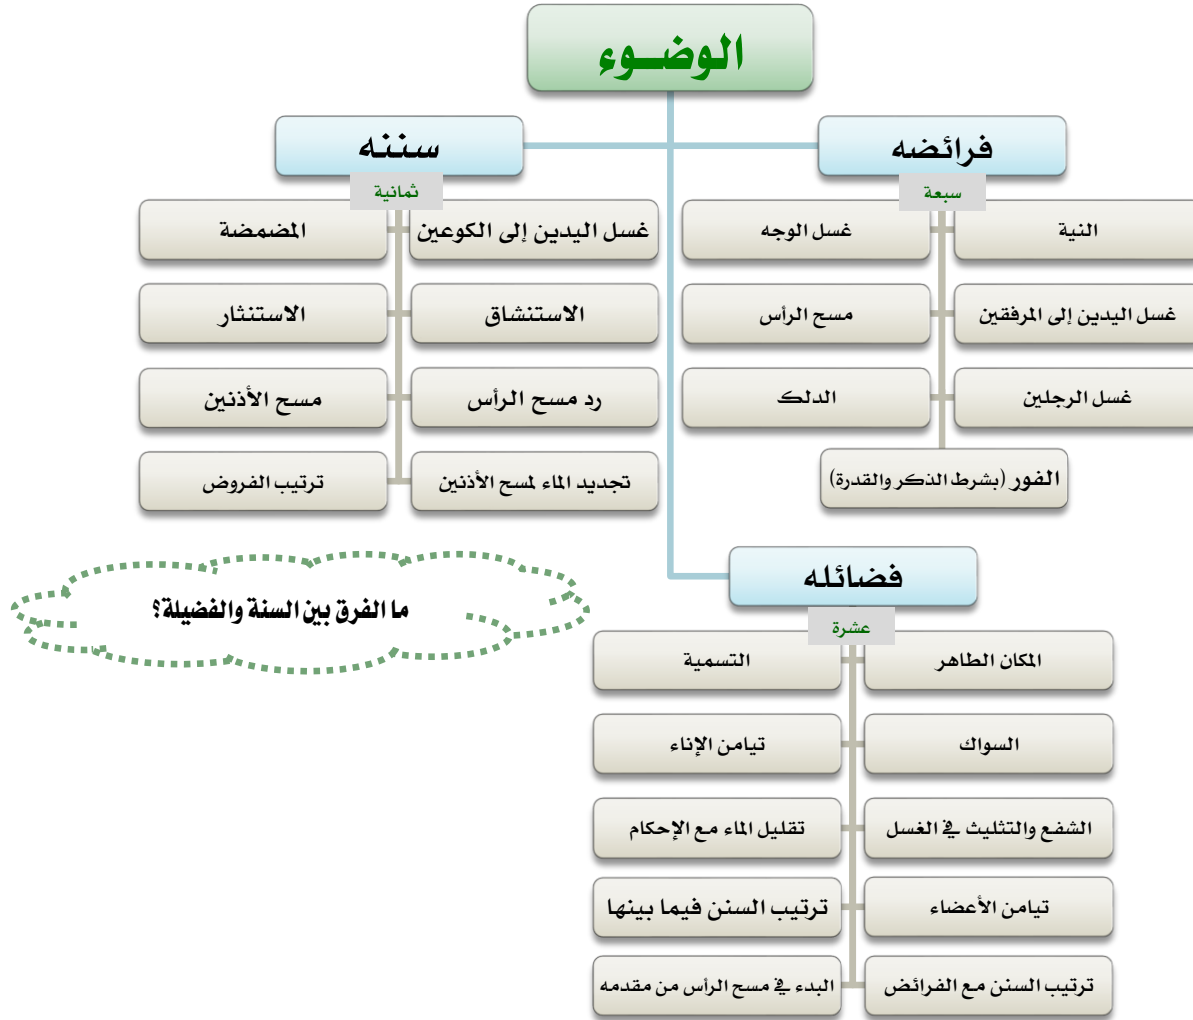 الوضوء
فرائضه
سبعة
النية
غسل الوجه
غسل اليدين إلى المرفقين
مسح الرأس
غسل الرجلين
الدلك
الفور (بشرط الذكر والقدرة)
سننه
ثمانية
غسل اليدين إلى الكوعين
المضمضة
الاستنشاق
الاستنثار
رد مسح الرأس
مسح الأذنين
تجديد الماء لمسح الأذنين
ترتيب الفروض
فضائله
عشرة
المكان الطاهر
التسمية
السواك
تيامن الإناء
الشفع والتثليث في الغسل
تقليل الماء مع الإحكام
تيامن الأعضاء
ترتيب السنن فيما بينها
ترتيب السنن مع الفرائض
البدء في مسح الرأس من مقدمه
ما الفرق بين السنة والفضيلة؟